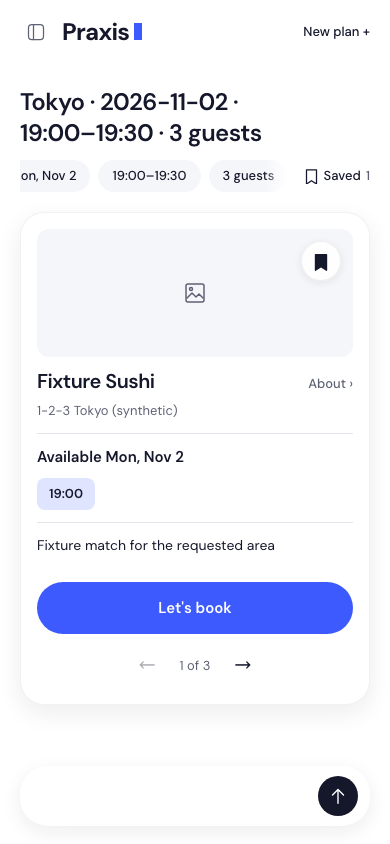 Praxis
New plan +
Tokyo · 2026-11-02 ·
19:00–19:30 · 3 guests
on, Nov 2
19:00–19:30
3 guests
Saved 1
Fixture Sushi
About ›
1-2-3 Tokyo (synthetic)
Available Mon, Nov 2
19:00
Fixture match for the requested area
Let's book
← 1 of 3 →